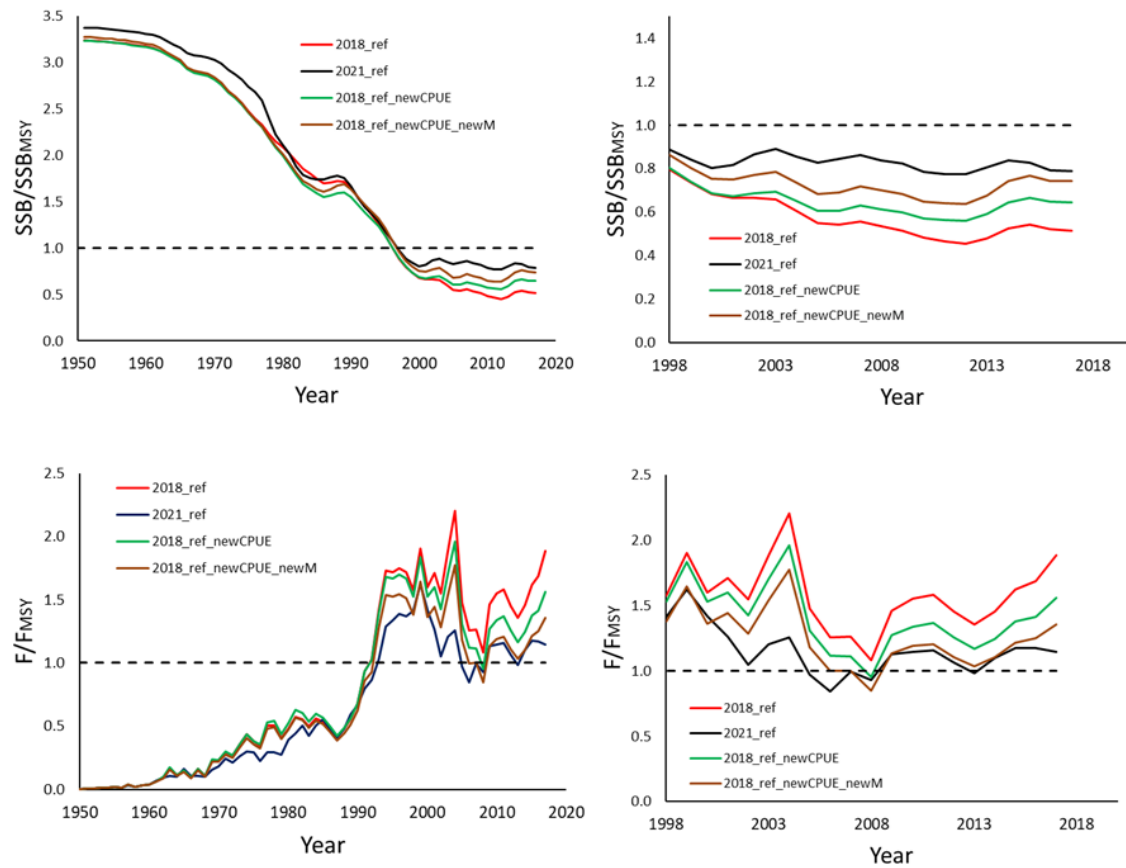 3.5
3.0
2.5
2.0
1.5
1.0
0.5
0.0
SSB/SSBMSY
2018_ref
2021_ref
2018_ref_newCPUE
2018_ref_newCPUE_newM
1950 1960 1970 1980 1990 2000 2010 2020
Year
1.4
1.2
1.0
0.8
0.6
0.4
0.2
0.0
SSB/SSBMSY
2018_ref
2021_ref
2018_ref_newCPUE
2018_ref_newCPUE_newM
1998 2003 2008 2013 2018
Year
2.5
2.0
1.5
1.0
0.5
0.0
F/FMSY
2018_ref
2021_ref
2018_ref_newCPUE
2018_ref_newCPUE_newM
1950 1960 1970 1980 1990 2000 2010 2020
Year
2.5
2.0
1.5
1.0
0.5
0.0
F/FMSY
2018_ref
2021_ref
2018_ref_newCPUE
2018_ref_newCPUE_newM
1998 2003 2008 2013 2018
Year